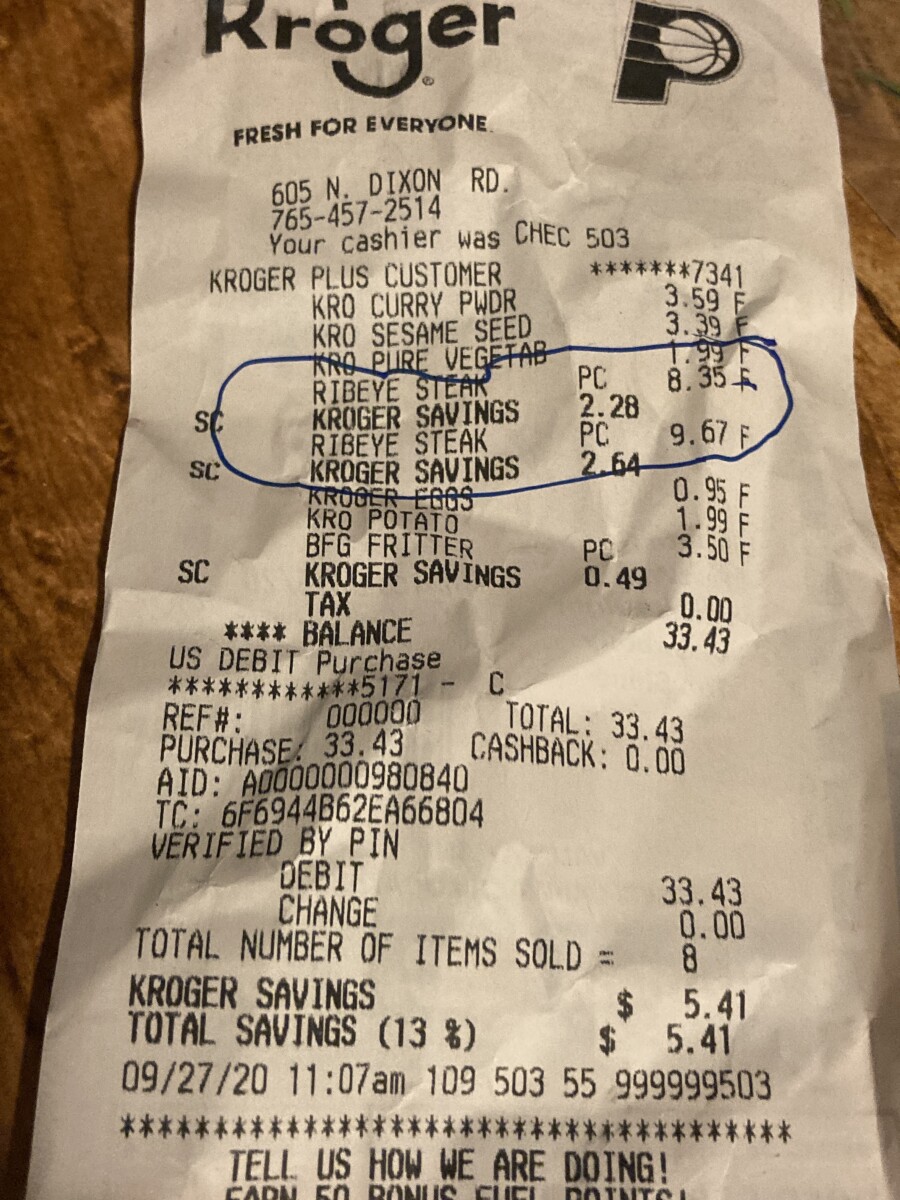 Kroger
®
P
FRESH FOR EVERYONE
605 N. DIXON RD.
765-457-2514
Your cashier was CHEC 503
KROGER PLUS CUSTOMER *******7341
KRO CURRY PWDR 3.59 F
KRO SESAME SEED 3.39 F
KRO PURE VEGETAB 1.99 F
RIBEYE STEAK PC 8.35 F
SC KROGER SAVINGS 2.28
RIBEYE STEAK PC 9.67 F
SC KROGER SAVINGS 2.64
KROGER EGGS 0.95 F
KRO POTATO 1.99 F
BFG FRITTER PC 3.50 F
SC KROGER SAVINGS 0.49
TAX 0.00
**** BALANCE 33.43
US DEBIT Purchase
************5171 - C
REF#: 000000 TOTAL: 33.43
PURCHASE: 33.43 CASHBACK: 0.00
AID: A0000000980840
TC: 6F6944B62EA66804
VERIFIED BY PIN
DEBIT 33.43
CHANGE 0.00
TOTAL NUMBER OF ITEMS SOLD = 8
KROGER SAVINGS $ 5.41
TOTAL SAVINGS (13 %) $ 5.41
09/27/20 11:07am 109 503 55 999999503
****************************************
TELL US HOW WE ARE DOING!
EARN 50 BONUS FUEL POINTS!